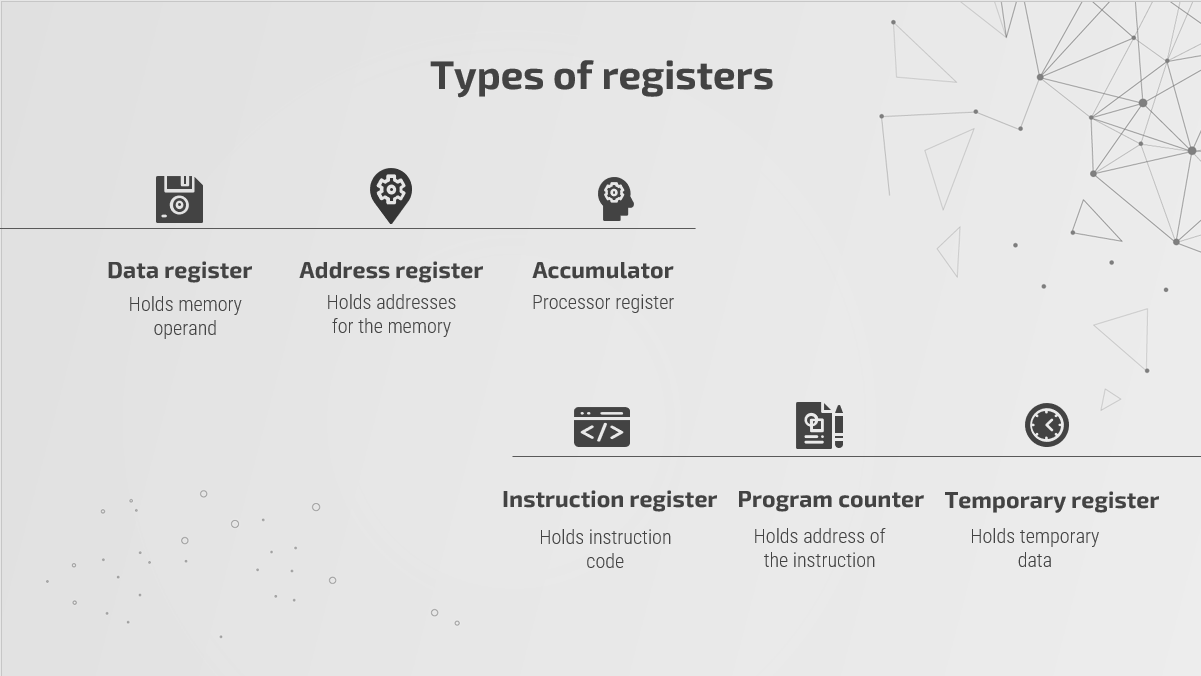 Types of registers
Data register
Holds memory
operand
Address register
Holds addresses
for the memory
Accumulator
Processor register
</>
Instruction register
Holds instruction
code
Program counter
Holds address of
the instruction
Temporary register
Holds temporary
data